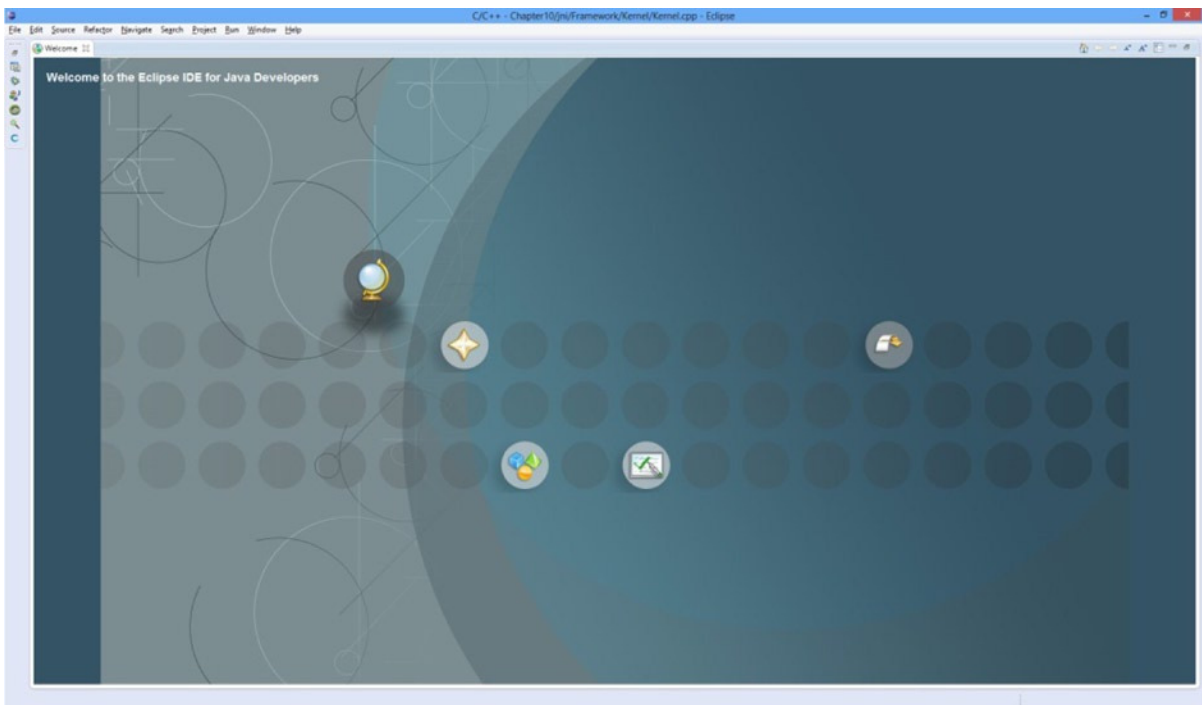 C/C++ - Chapter10/jni/Framework/Kernel/Kernel.cpp - Eclipse
File Edit Source Refactor Navigate Search Project Run Window Help
Welcome
Welcome to the Eclipse IDE for Java Developers